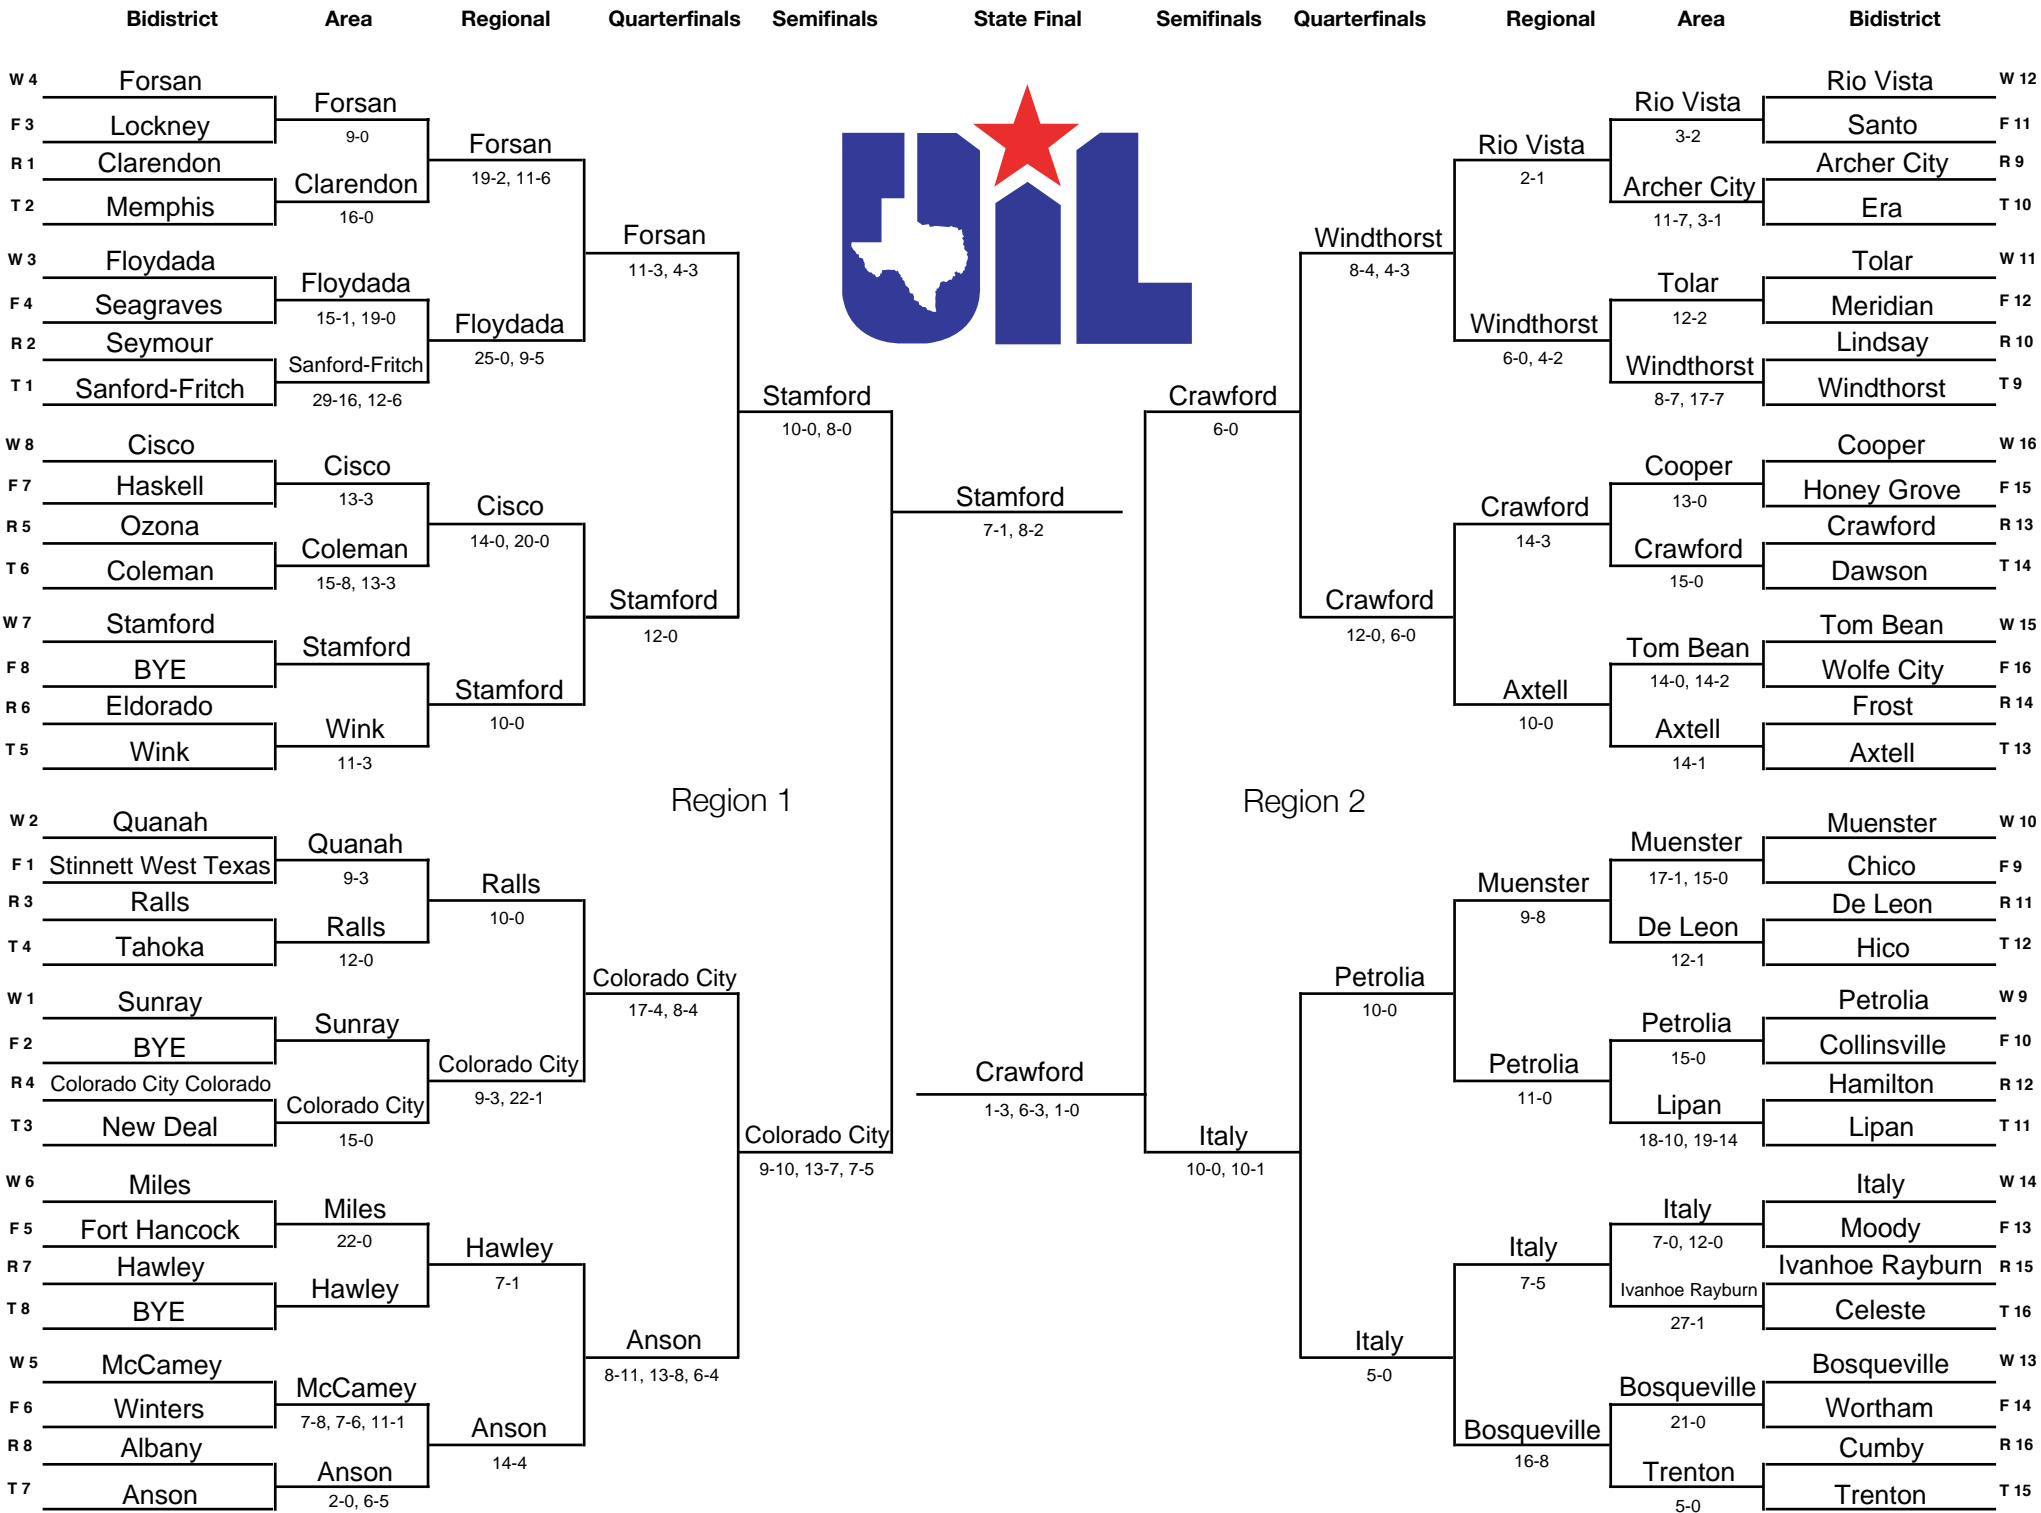 Bidistrict Area Regional Quarterfinals Semifinals State Final Semifinals Quarterfinals Regional Area Bidistrict
W 4 Forsan
F 3 Lockney
R 1 Clarendon
T 2 Memphis
W 3 Floydada
F 4 Seagraves
R 2 Seymour
T 1 Sanford-Fritch
W 8 Cisco
F 7 Haskell
R 5 Ozona
T 6 Coleman
W 7 Stamford
F 8 BYE
R 6 Eldorado
T 5 Wink
W 2 Quanah
F 1 Stinnett West Texas
R 3 Ralls
T 4 Tahoka
W 1 Sunray
F 2 BYE
R 4 Colorado City Colorado
T 3 New Deal
W 6 Miles
F 5 Fort Hancock
R 7 Hawley
T 8 BYE
W 5 McCamey
F 6 Winters
R 8 Albany
T 7 Anson
Forsan
9-0
Clarendon
16-0
Floydada
15-1, 19-0
Sanford-Fritch
29-16, 12-6
Cisco
13-3
Coleman
15-8, 13-3
Stamford
Wink
11-3
Quanah
9-3
Ralls
12-0
Sunray
Colorado City
15-0
Miles
22-0
Hawley
McCamey
7-8, 7-6, 11-1
Anson
2-0, 6-5
Forsan
19-2, 11-6
Floydada
25-0, 9-5
Cisco
14-0, 20-0
Stamford
10-0
Ralls
10-0
Colorado City
9-3, 22-1
Hawley
7-1
Anson
14-4
Forsan
11-3, 4-3
Stamford
12-0
Region 1
Colorado City
17-4, 8-4
Anson
8-11, 13-8, 6-4
Stamford
10-0, 8-0
Colorado City
9-10, 13-7, 7-5
UIL
Stamford
7-1, 8-2
Crawford
1-3, 6-3, 1-0
Crawford
6-0
Italy
10-0, 10-1
Windthorst
8-4, 4-3
Crawford
12-0, 6-0
Region 2
Petrolia
10-0
Italy
5-0
Rio Vista
2-1
Windthorst
6-0, 4-2
Crawford
14-3
Axtell
10-0
Muenster
9-8
Petrolia
11-0
Italy
7-5
Bosqueville
16-8
Rio Vista
3-2
Archer City
11-7, 3-1
Tolar
12-2
Windthorst
8-7, 17-7
Cooper
13-0
Crawford
15-0
Tom Bean
14-0, 14-2
Axtell
14-1
Muenster
17-1, 15-0
De Leon
12-1
Petrolia
15-0
Lipan
18-10, 19-14
Italy
7-0, 12-0
Ivanhoe Rayburn
27-1
Bosqueville
21-0
Trenton
5-0
Rio Vista W 12
Santo F 11
Archer City R 9
Era T 10
Tolar W 11
Meridian F 12
Lindsay R 10
Windthorst T 9
Cooper W 16
Honey Grove F 15
Crawford R 13
Dawson T 14
Tom Bean W 15
Wolfe City F 16
Frost R 14
Axtell T 13
Muenster W 10
Chico F 9
De Leon R 11
Hico T 12
Petrolia W 9
Collinsville F 10
Hamilton R 12
Lipan T 11
Italy W 14
Moody F 13
Ivanhoe Rayburn R 15
Celeste T 16
Bosqueville W 13
Wortham F 14
Cumby R 16
Trenton T 15